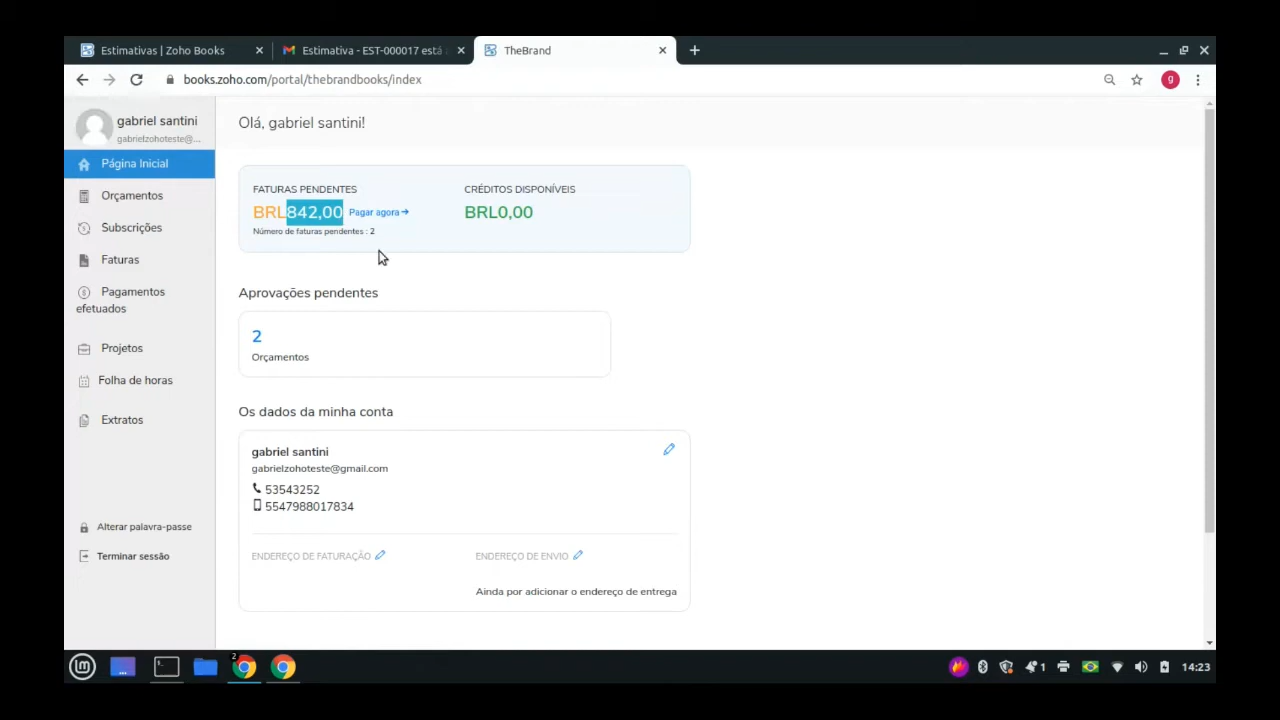 Estimativas | Zoho Books
Estimativa - EST-000017 está
TheBrand
books.zoho.com/portal/thebrandbooks/index
g
gabriel santini
gabrielzohoteste@...
Página Inicial
Orçamentos
Subscrições
Faturas
Pagamentos
efetuados
Projetos
Folha de horas
Extratos
Alterar palavra-passe
Terminar sessão
Olá, gabriel santini!
FATURAS PENDENTES
BRL842,00 Pagar agora→
Número de faturas pendentes : 2
CRÉDITOS DISPONÍVEIS
BRL0,00
Aprovações pendentes
2
Orçamentos
Os dados da minha conta
gabriel santini
gabrielzohoteste@gmail.com
53543252
5547988017834
ENDEREÇO DE FATURAÇÃO
ENDEREÇO DE ENVIO
Ainda por adicionar o endereço de entrega
2
1
14:23